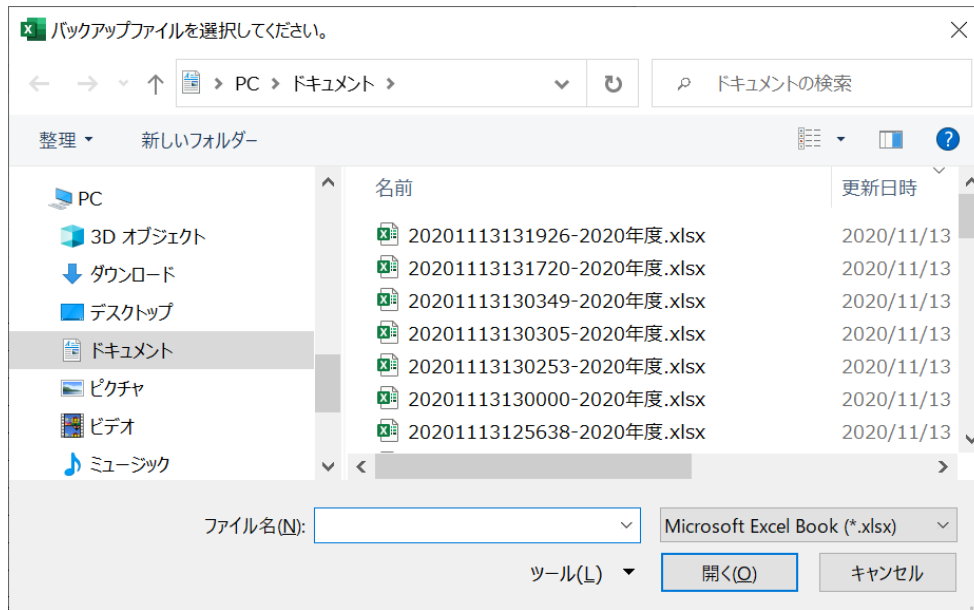 バックアップファイルを選択してください。
PC › ドキュメント ›
ドキュメントの検索
整理
新しいフォルダー
PC
3D オブジェクト
ダウンロード
デスクトップ
ドキュメント
ピクチャ
ビデオ
ミュージック
名前 更新日時
20201113131926-2020年度.xlsx 2020/11/13
20201113131720-2020年度.xlsx 2020/11/13
20201113130349-2020年度.xlsx 2020/11/13
20201113130305-2020年度.xlsx 2020/11/13
20201113130253-2020年度.xlsx 2020/11/13
20201113130000-2020年度.xlsx 2020/11/13
20201113125638-2020年度.xlsx 2020/11/13
ファイル名(N):
Microsoft Excel Book (*.xlsx)
ツール(L)
開く(O)
キャンセル